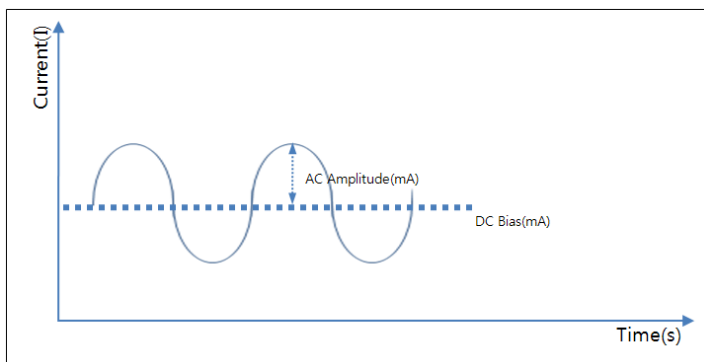 Current(I)
AC Amplitude(mA)
DC Bias(mA)
Time(s)